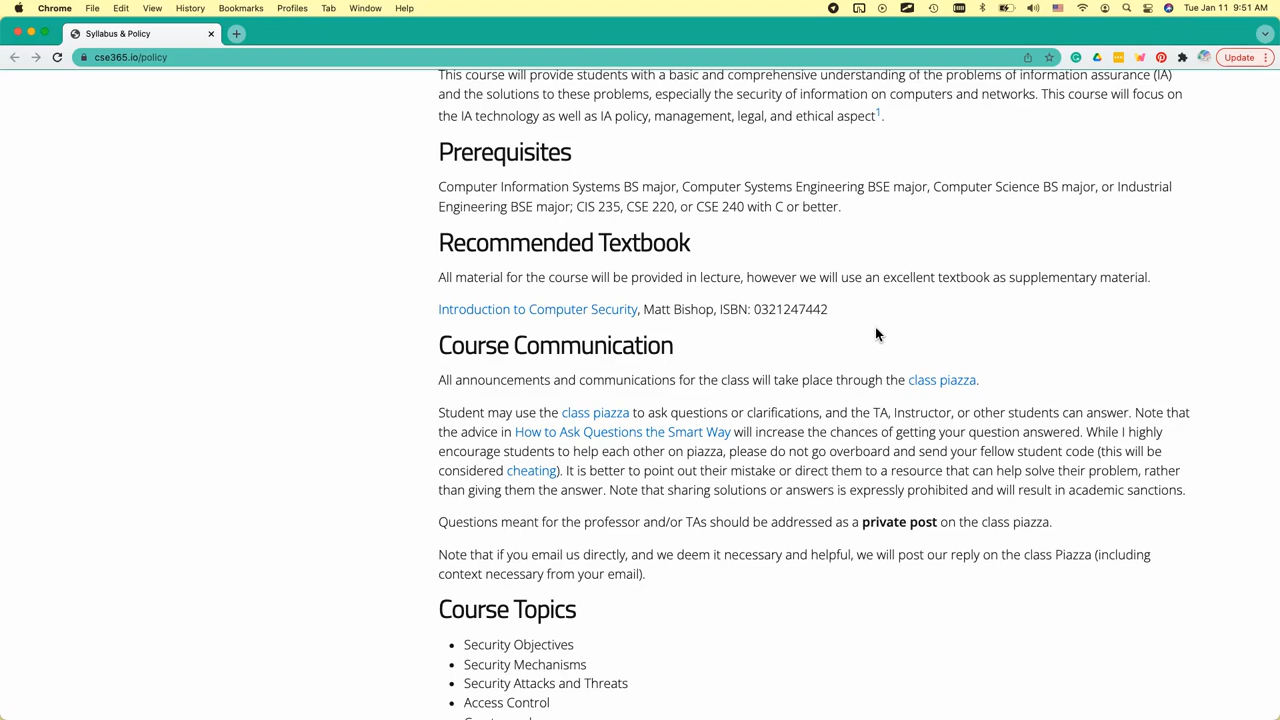 Chrome File Edit View History Bookmarks Profiles Tab Window Help Tue Jan 11 9:51 AM
Syllabus & Policy
cse365.io/policy Update
This course will provide students with a basic and comprehensive understanding of the problems of information assurance (IA)
and the solutions to these problems, especially the security of information on computers and networks. This course will focus on
the IA technology as well as IA policy, management, legal, and ethical aspect1.
Prerequisites
Computer Information Systems BS major, Computer Systems Engineering BSE major, Computer Science BS major, or Industrial
Engineering BSE major; CIS 235, CSE 220, or CSE 240 with C or better.
Recommended Textbook
All material for the course will be provided in lecture, however we will use an excellent textbook as supplementary material.
Introduction to Computer Security, Matt Bishop, ISBN: 0321247442
Course Communication
All announcements and communications for the class will take place through the class piazza.
Student may use the class piazza to ask questions or clarifications, and the TA, Instructor, or other students can answer. Note that
the advice in How to Ask Questions the Smart Way will increase the chances of getting your question answered. While I highly
encourage students to help each other on piazza, please do not go overboard and send your fellow student code (this will be
considered cheating). It is better to point out their mistake or direct them to a resource that can help solve their problem, rather
than giving them the answer. Note that sharing solutions or answers is expressly prohibited and will result in academic sanctions.
Questions meant for the professor and/or TAs should be addressed as a private post on the class piazza.
Note that if you email us directly, and we deem it necessary and helpful, we will post our reply on the class Piazza (including
context necessary from your email).
Course Topics
Security Objectives
Security Mechanisms
Security Attacks and Threats
Access Control